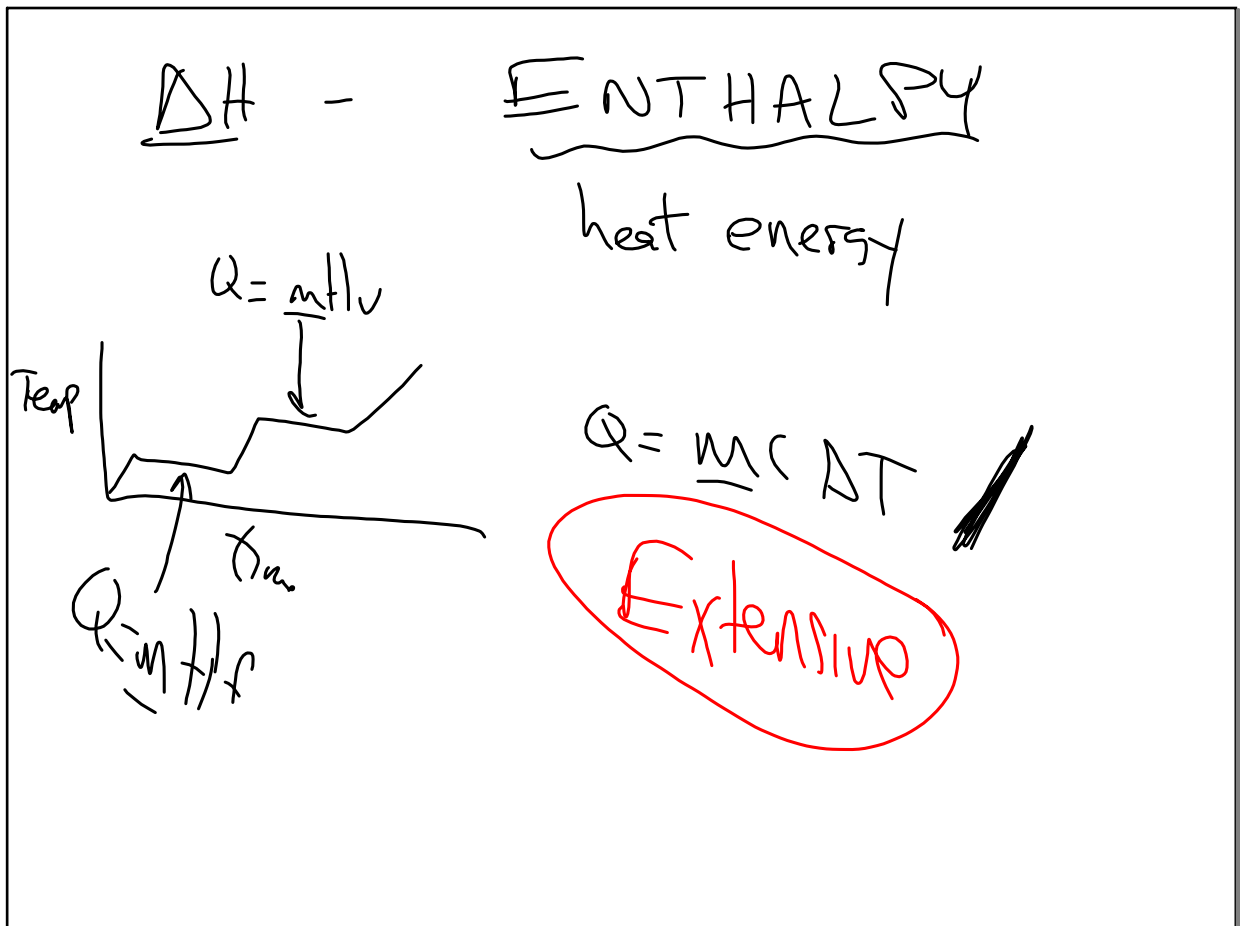 ΔH - ENTHALPY
heat energy
Q = mHv
Temp
Q = mCΔT
Extensive
Q = mHf